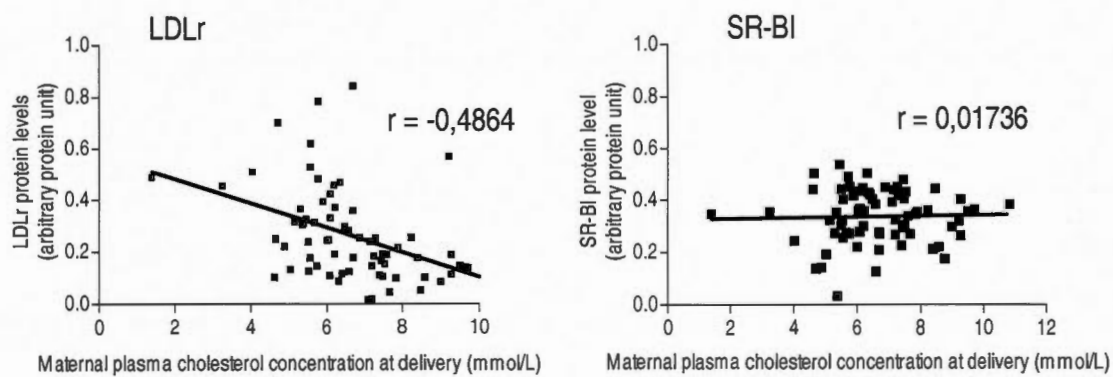 LDLr
1.0
0.8
0.6
0.4
0.2
0.0
0
2
4
6
8
10
r = -0,4864
LDLr protein levels
(arbitrary protein unit)
Maternal plasma cholesterol concentration at delivery (mmol/L)
SR-BI
1.0
0.8
0.6
0.4
0.2
0.0
0
2
4
6
8
10
12
r = 0,01736
SR-BI protein level
(arbitrary protein unit)
Maternal plasma cholesterol concentration at delivery (mmol/L)